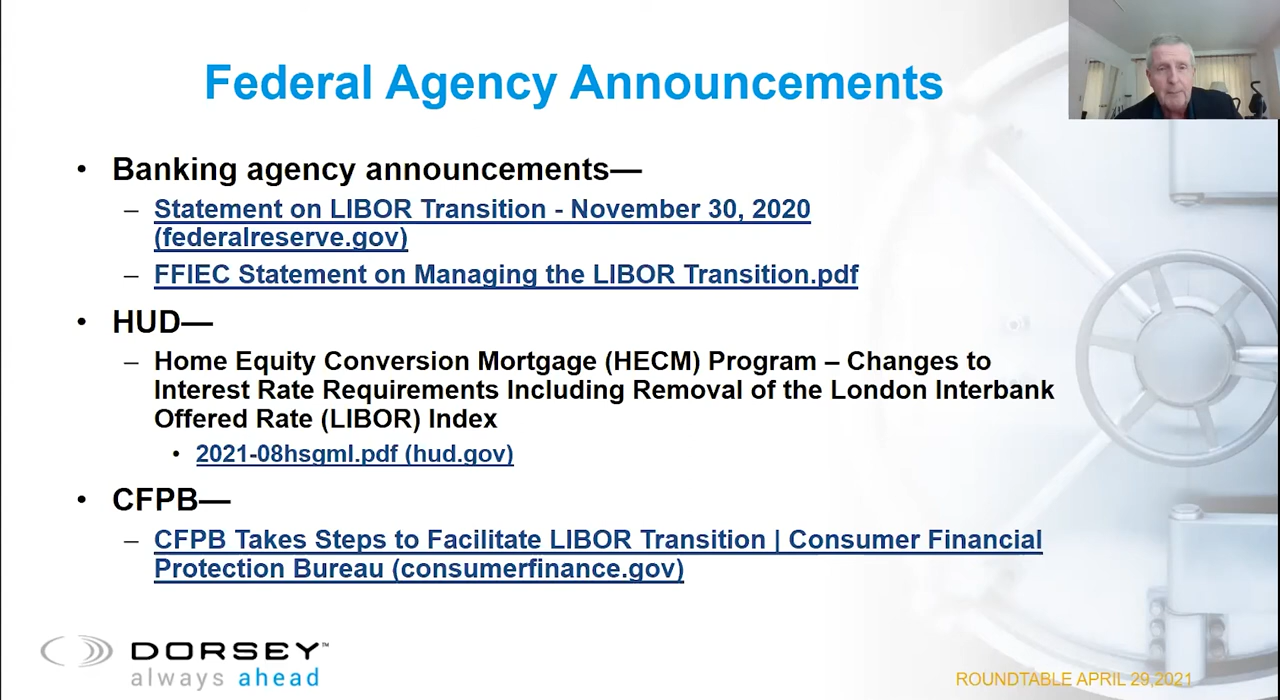 Federal Agency Announcements
• Banking agency announcements—
– Statement on LIBOR Transition - November 30, 2020
(federalreserve.gov)
– FFIEC Statement on Managing the LIBOR Transition.pdf
• HUD—
– Home Equity Conversion Mortgage (HECM) Program – Changes to
Interest Rate Requirements Including Removal of the London Interbank
Offered Rate (LIBOR) Index
• 2021-08hsgml.pdf (hud.gov)
• CFPB—
– CFPB Takes Steps to Facilitate LIBOR Transition | Consumer Financial
Protection Bureau (consumerfinance.gov)
DORSEY™
always ahead
ROUNDTABLE APRIL 29,2021